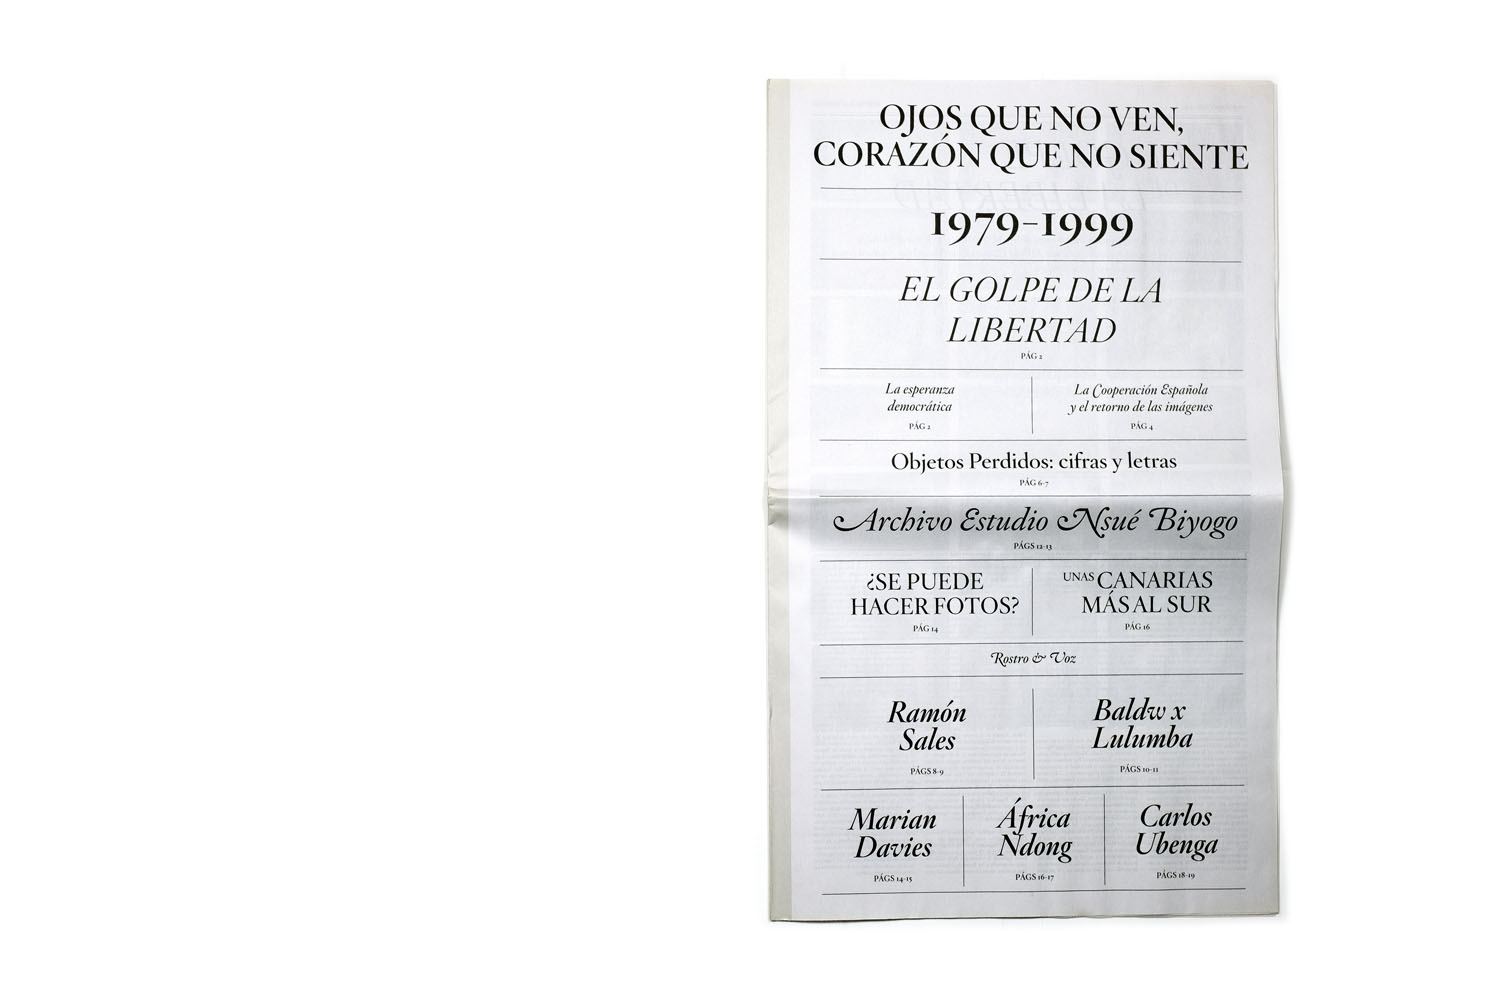 OJOS QUE NO VEN,
CORAZÓN QUE NO SIENTE
1979–1999
EL GOLPE DE LA
LIBERTAD
PÁG 2
La esperanza
democrática
PÁG 2
La Cooperación Española
y el retorno de las imágenes
PÁG 4
Objetos Perdidos: cifras y letras
PÁG 6-7
Archivo Estudio Nsué Biyogo
PÁGS 12-13
¿SE PUEDE
HACER FOTOS?
PÁG 14
UNAS CANARIAS
MÁS AL SUR
PÁG 16
Rostro & Voz
Ramón
Sales
PÁGS 8-9
Baldw x
Lulumba
PÁGS 10-11
Marian
Davies
PÁGS 14-15
África
Ndong
PÁGS 16-17
Carlos
Ubenga
PÁGS 18-19